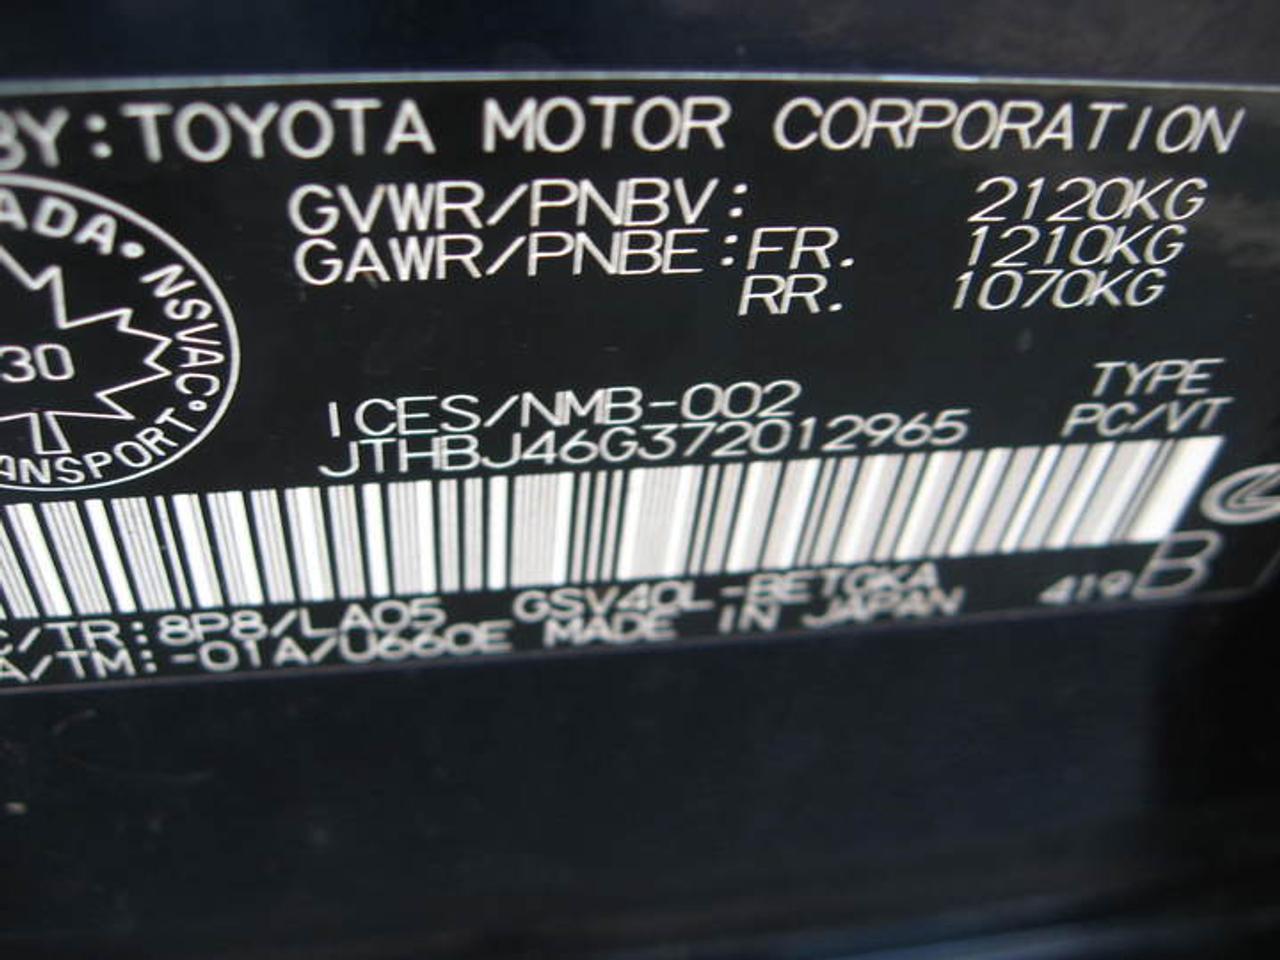 BY: TOYOTA MOTOR CORPORATION
GVWR/PNBV: 2120KG
GAWR/PNBE: FR. 1210KG
RR. 1070KG
ADA • NSVAC • T
ANSPORT
30
ICES/NMB-002 TYPE
JTHBJ46G372012965 PC/VT
C/TR: 8P8/LA05 GSV40L-BETGKA 419 B
A/TM: -01A/U660E MADE IN JAPAN